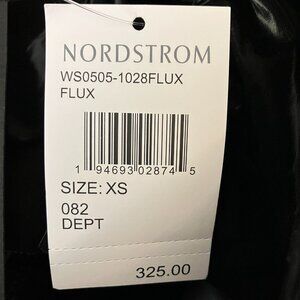 NORDSTROM
WS0505-1028FLUX
FLUX
1 94693 02874 5
SIZE: XS
082
DEPT
325.00